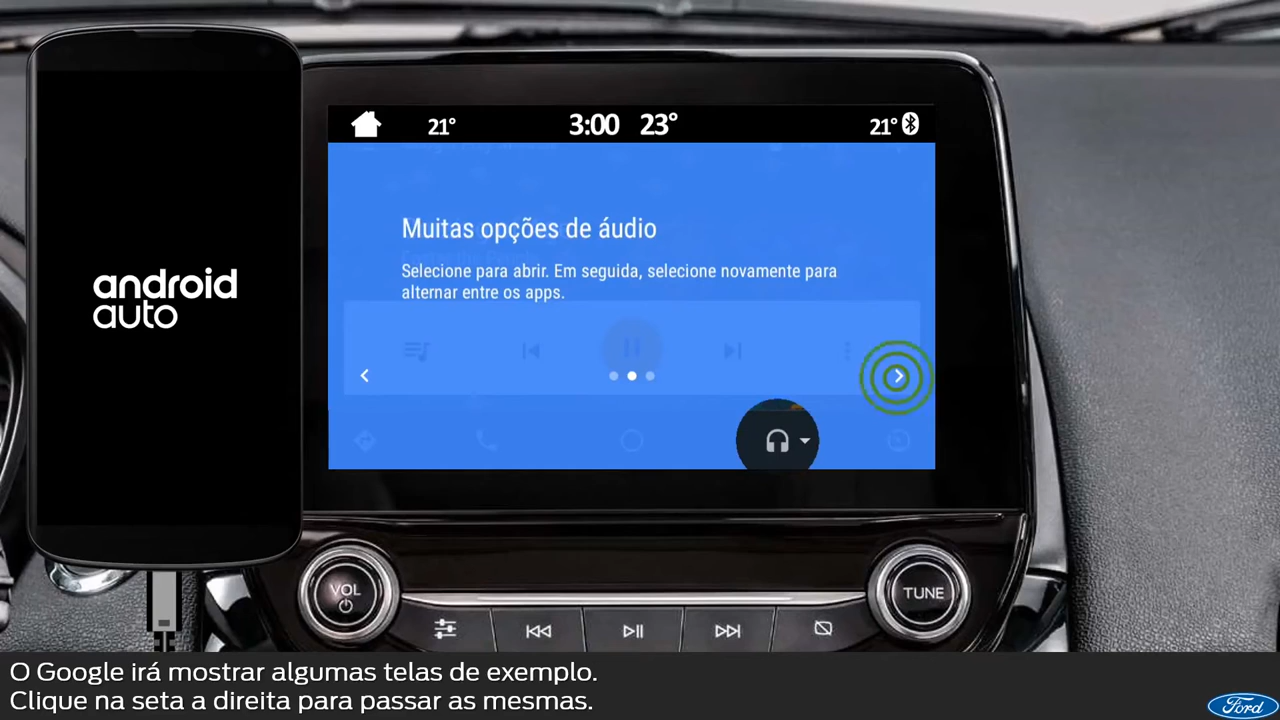 21°
3:00
23°
21°
Muitas opções de áudio
Selecione para abrir. Em seguida, selecione novamente para
alternar entre os apps.
android
auto
VOL
TUNE
O Google irá mostrar algumas telas de exemplo.
Clique na seta a direita para passar as mesmas.
Ford